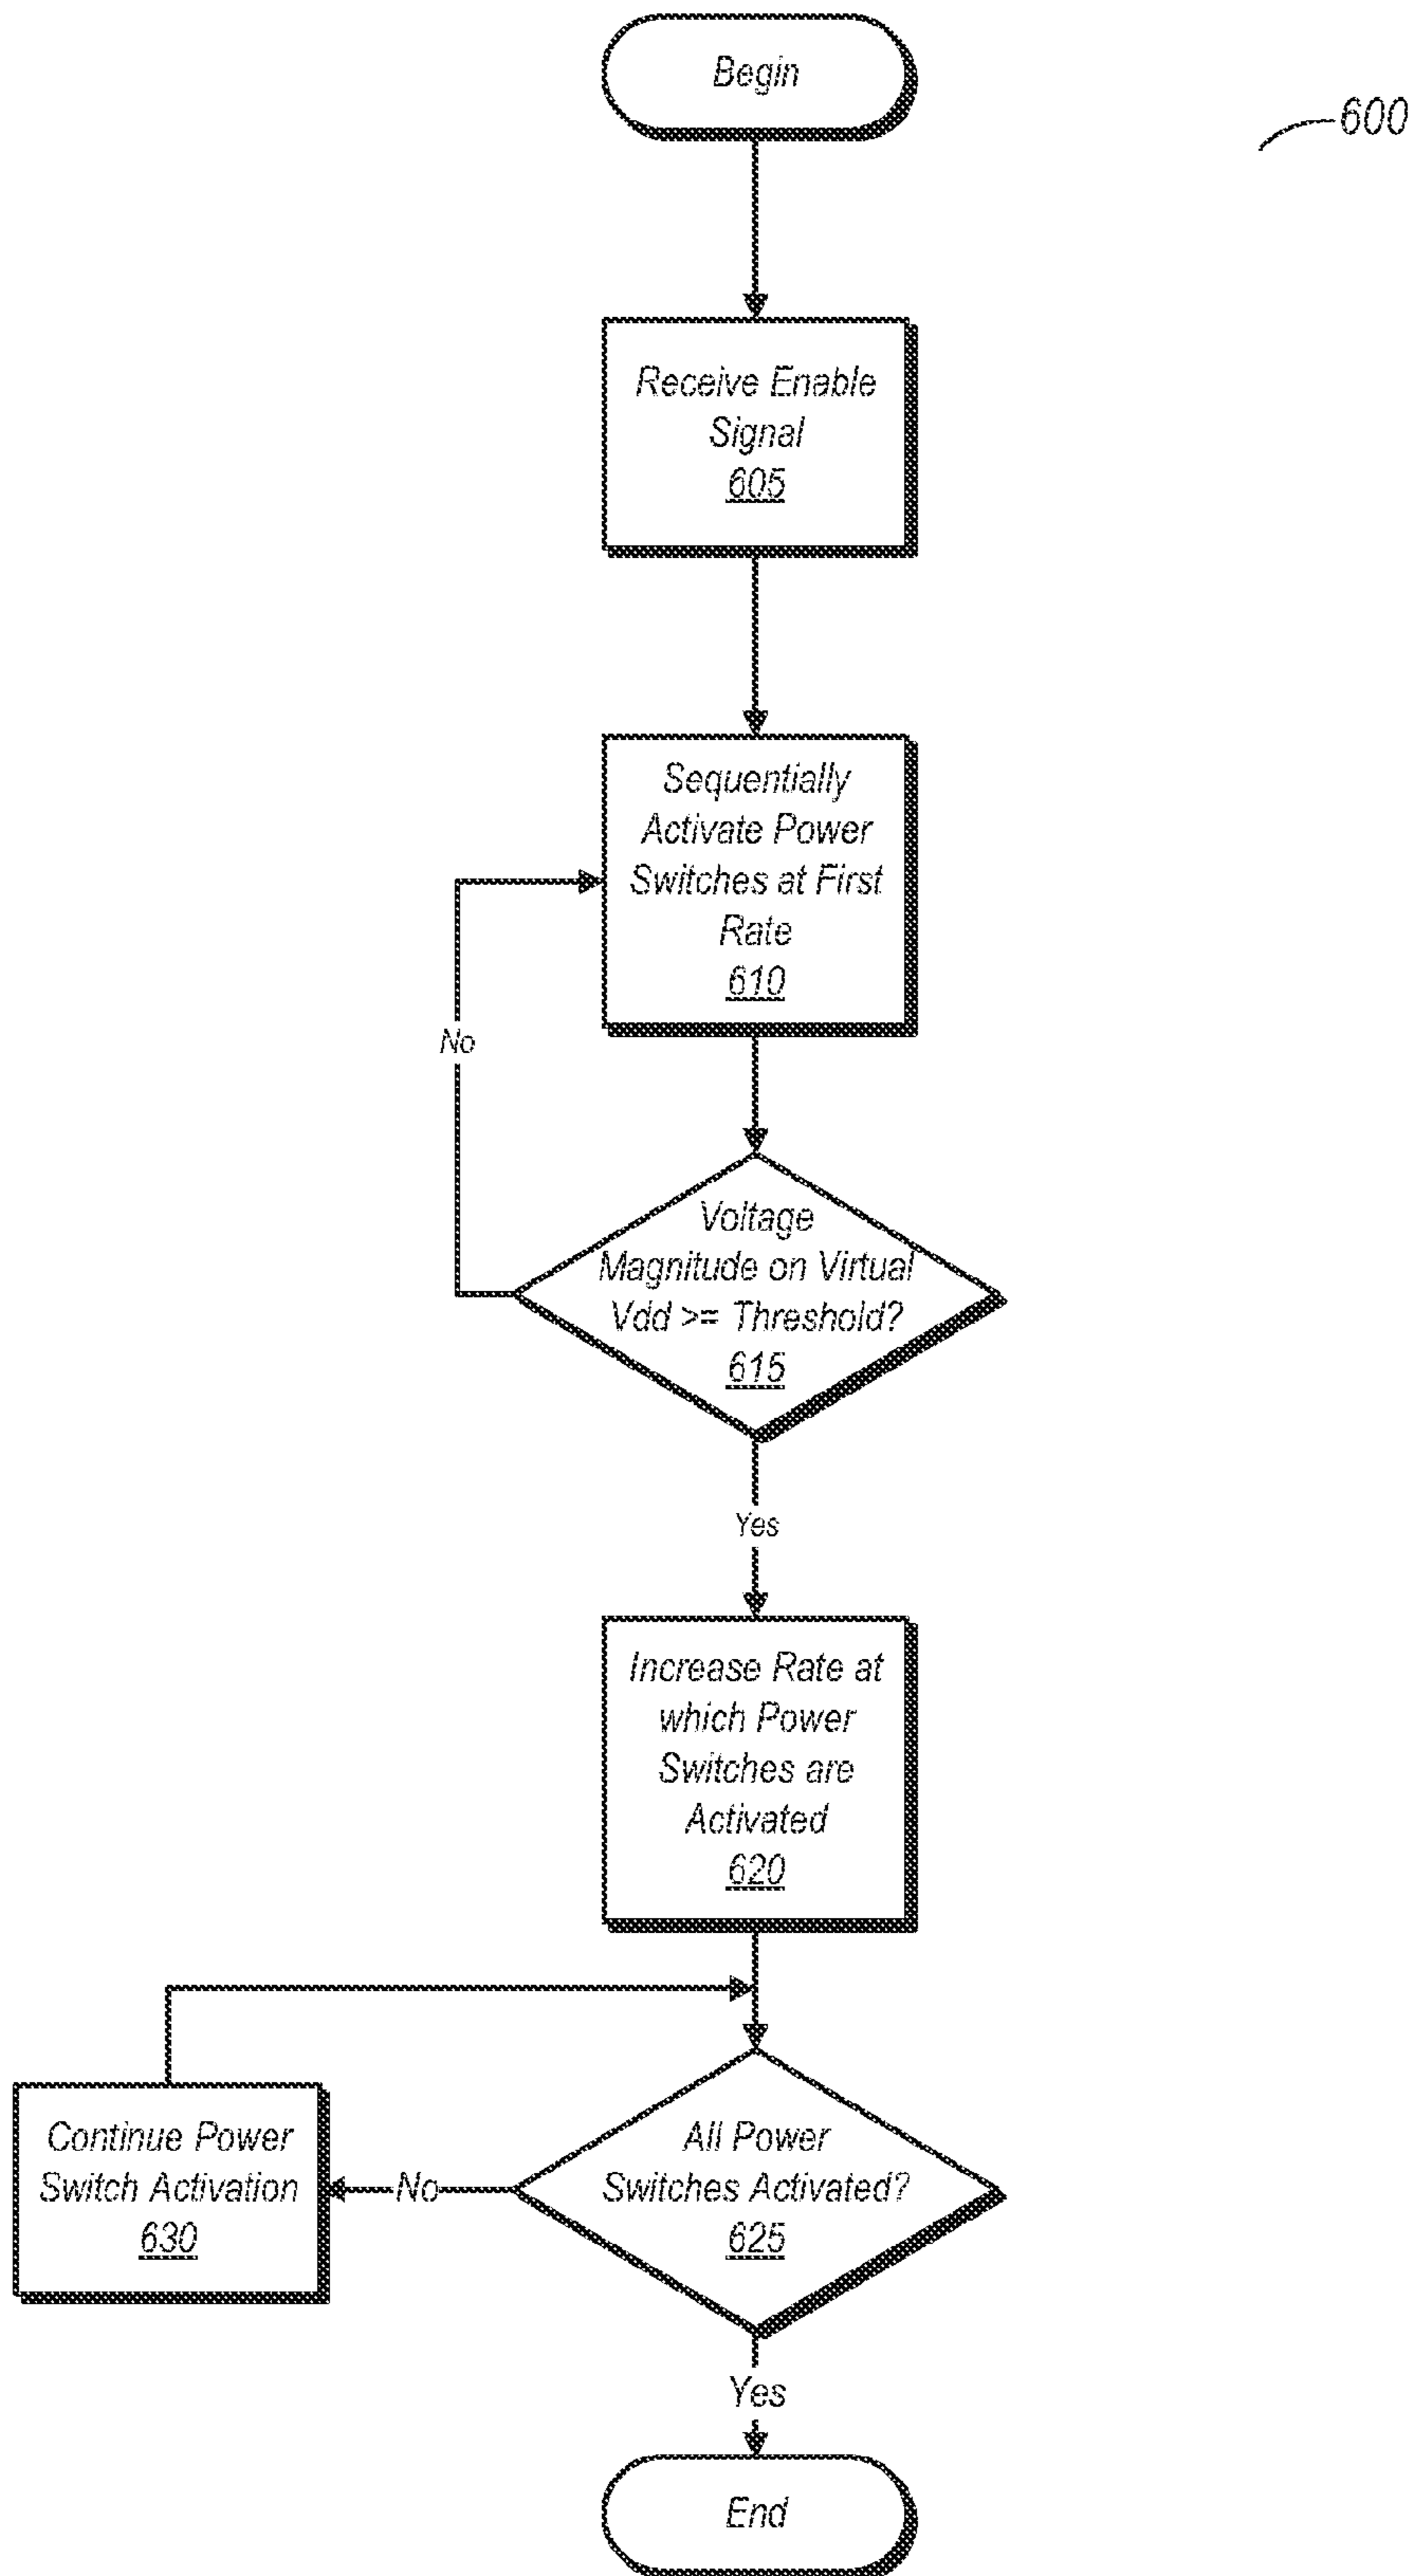 Begin
600
Receive Enable
Signal
605
Sequentially
Activate Power
Switches at First
Rate
610
No
Voltage
Magnitude on Virtual
Vdd >= Threshold?
615
Yes
Increase Rate at
which Power
Switches are
Activated
620
Continue Power
Switch Activation
630
No
All Power
Switches Activated?
625
Yes
End